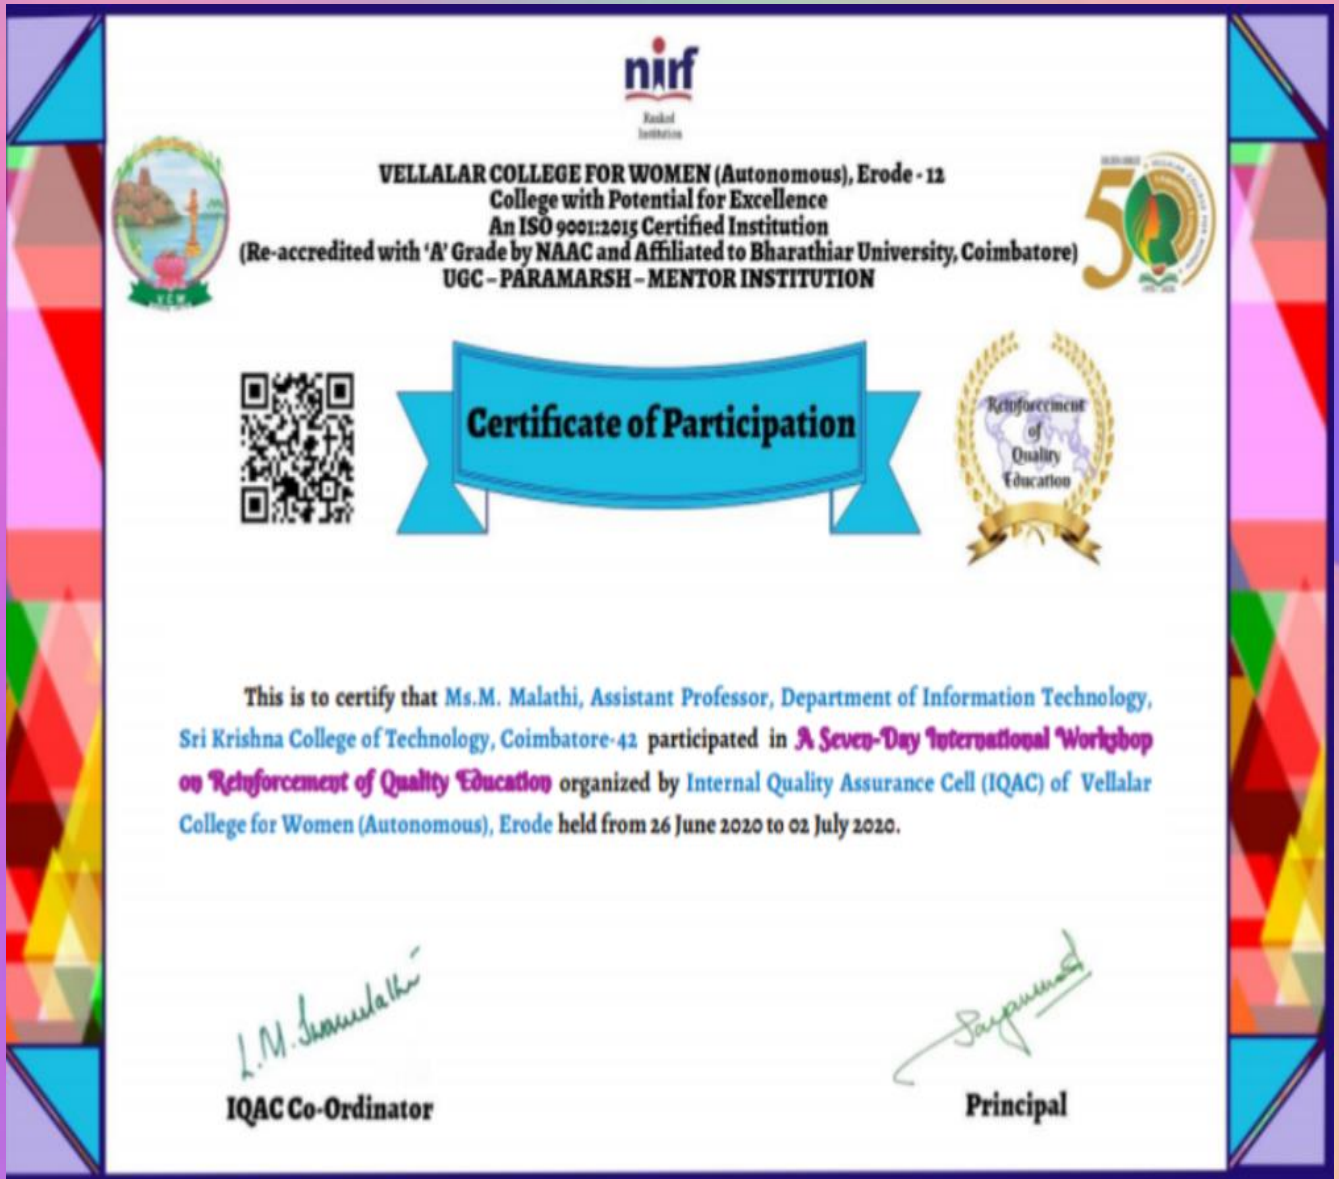 nirf
Ranked
Institution
VELLALAR COLLEGE FOR WOMEN (Autonomous), Erode - 12
College with Potential for Excellence
An ISO 9001:2015 Certified Institution
(Re-accredited with ‘A’ Grade by NAAC and Affiliated to Bharathiar University, Coimbatore)
UGC – PARAMARSH – MENTOR INSTITUTION
VCW
50
Certificate of Participation
Reinforcement
of
Quality
Education
This is to certify that Ms.M. Malathi, Assistant Professor, Department of Information Technology,
Sri Krishna College of Technology, Coimbatore-42 participated in A Seven-Day International Workshop
on Reinforcement of Quality Education organized by Internal Quality Assurance Cell (IQAC) of Vellalar
College for Women (Autonomous), Erode held from 26 June 2020 to 02 July 2020.
IQAC Co-Ordinator
Principal